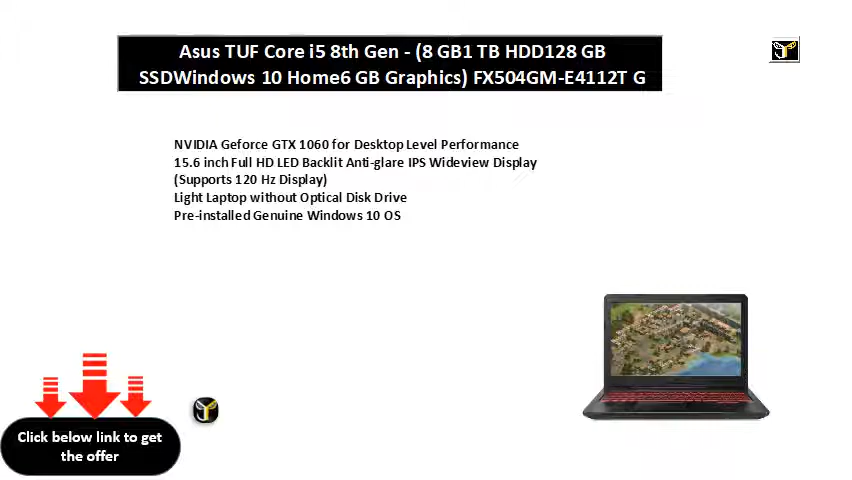 Asus TUF Core i5 8th Gen - (8 GB1 TB HDD128 GB
SSDWindows 10 Home6 GB Graphics) FX504GM-E4112T G
NVIDIA Geforce GTX 1060 for Desktop Level Performance
15.6 inch Full HD LED Backlit Anti-glare IPS Wideview Display
(Supports 120 Hz Display)
Light Laptop without Optical Disk Drive
Pre-installed Genuine Windows 10 OS
Click below link to get
the offer